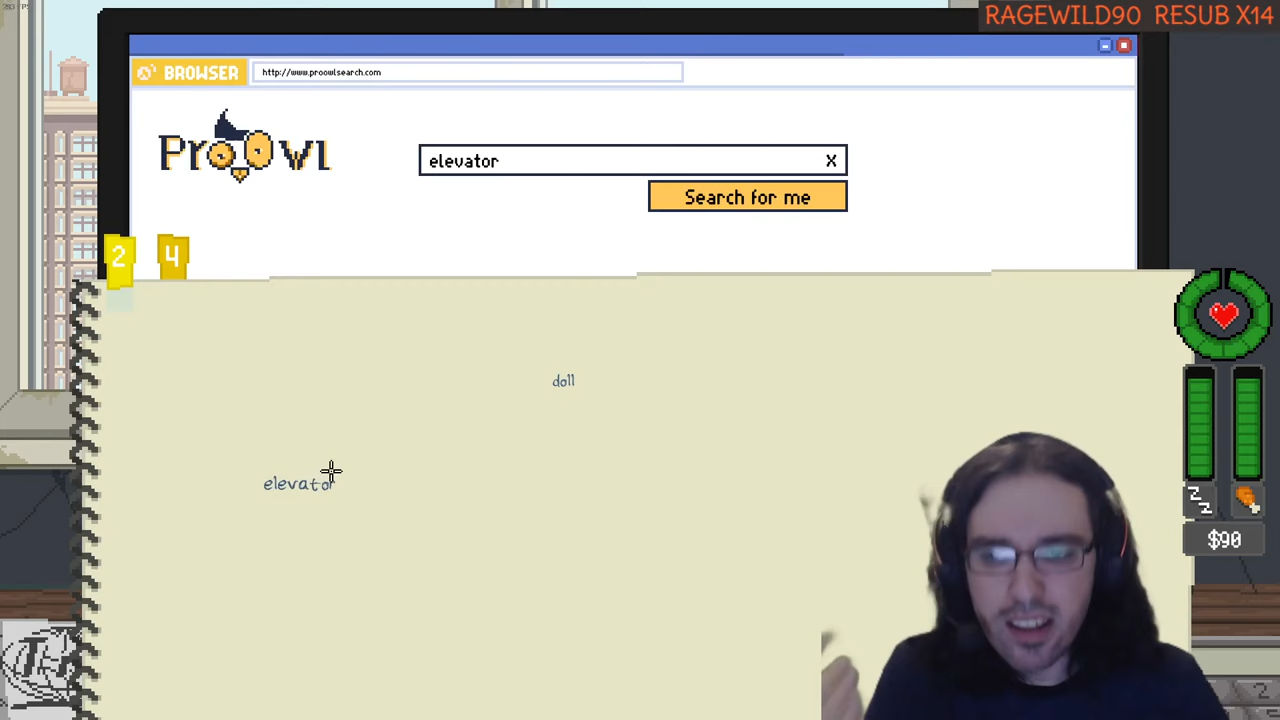 RAGEWILD90 RESUB X14
BROWSER
http://www.proowlsearch.com
ProOwl
elevator X
Search for me
2 4
doll
elevator
$90